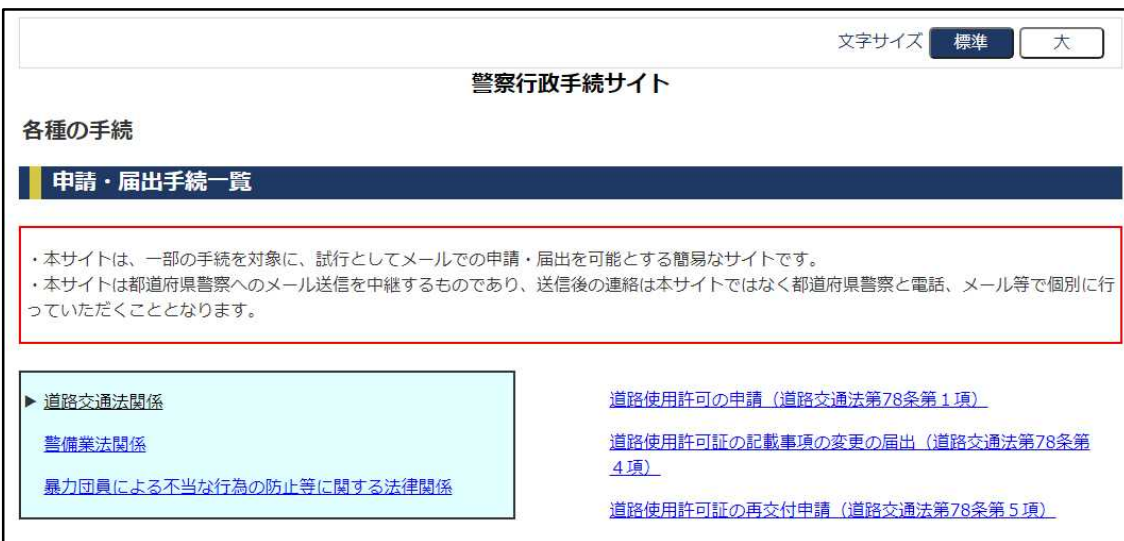 文字サイズ 標準 大
警察行政手続サイト
各種の手続
申請・届出手続一覧
・本サイトは、一部の手続を対象に、試行としてメールでの申請・届出を可能とする簡易なサイトです。
・本サイトは都道府県警察へのメール送信を中継するものであり、送信後の連絡は本サイトではなく都道府県警察と電話、メール等で個別に行
っていただくこととなります。
▶ 道路交通法関係
警備業法関係
暴力団員による不当な行為の防止等に関する法律関係
道路使用許可の申請（道路交通法第78条第１項）
道路使用許可証の記載事項の変更の届出（道路交通法第78条第
４項）
道路使用許可証の再交付申請（道路交通法第78条第５項）